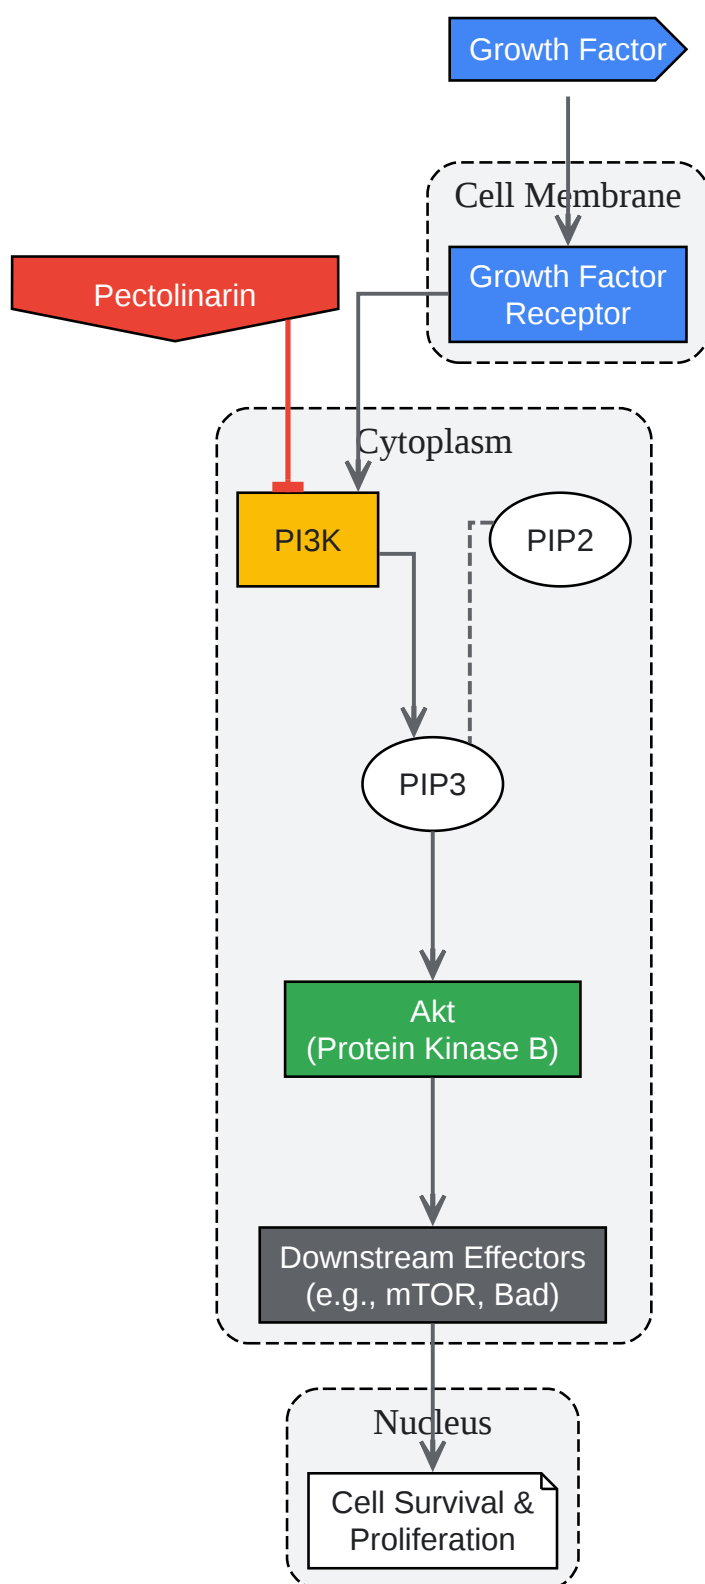 Growth Factor
Cell Membrane
Growth Factor
Receptor
Pectolinarin
Cytoplasm
PI3K
PIP2
PIP3
Akt
(Protein Kinase B)
Downstream Effectors
(e.g., mTOR, Bad)
Nucleus
Cell Survival &
Proliferation